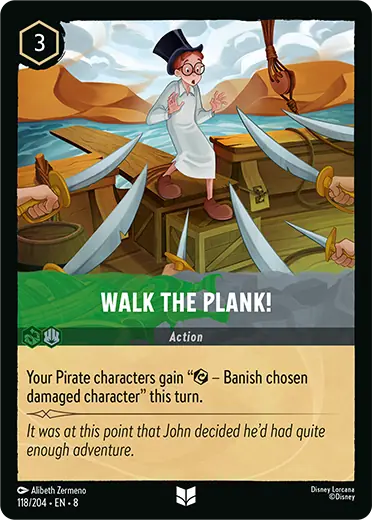 3
WALK THE PLANK!
Action
Your Pirate characters gain “ – Banish chosen
damaged character” this turn.
It was at this point that John decided he’d had quite
enough adventure.
Alibeth Zermeno
118/204 • EN • 8
Disney Lorcana
©Disney